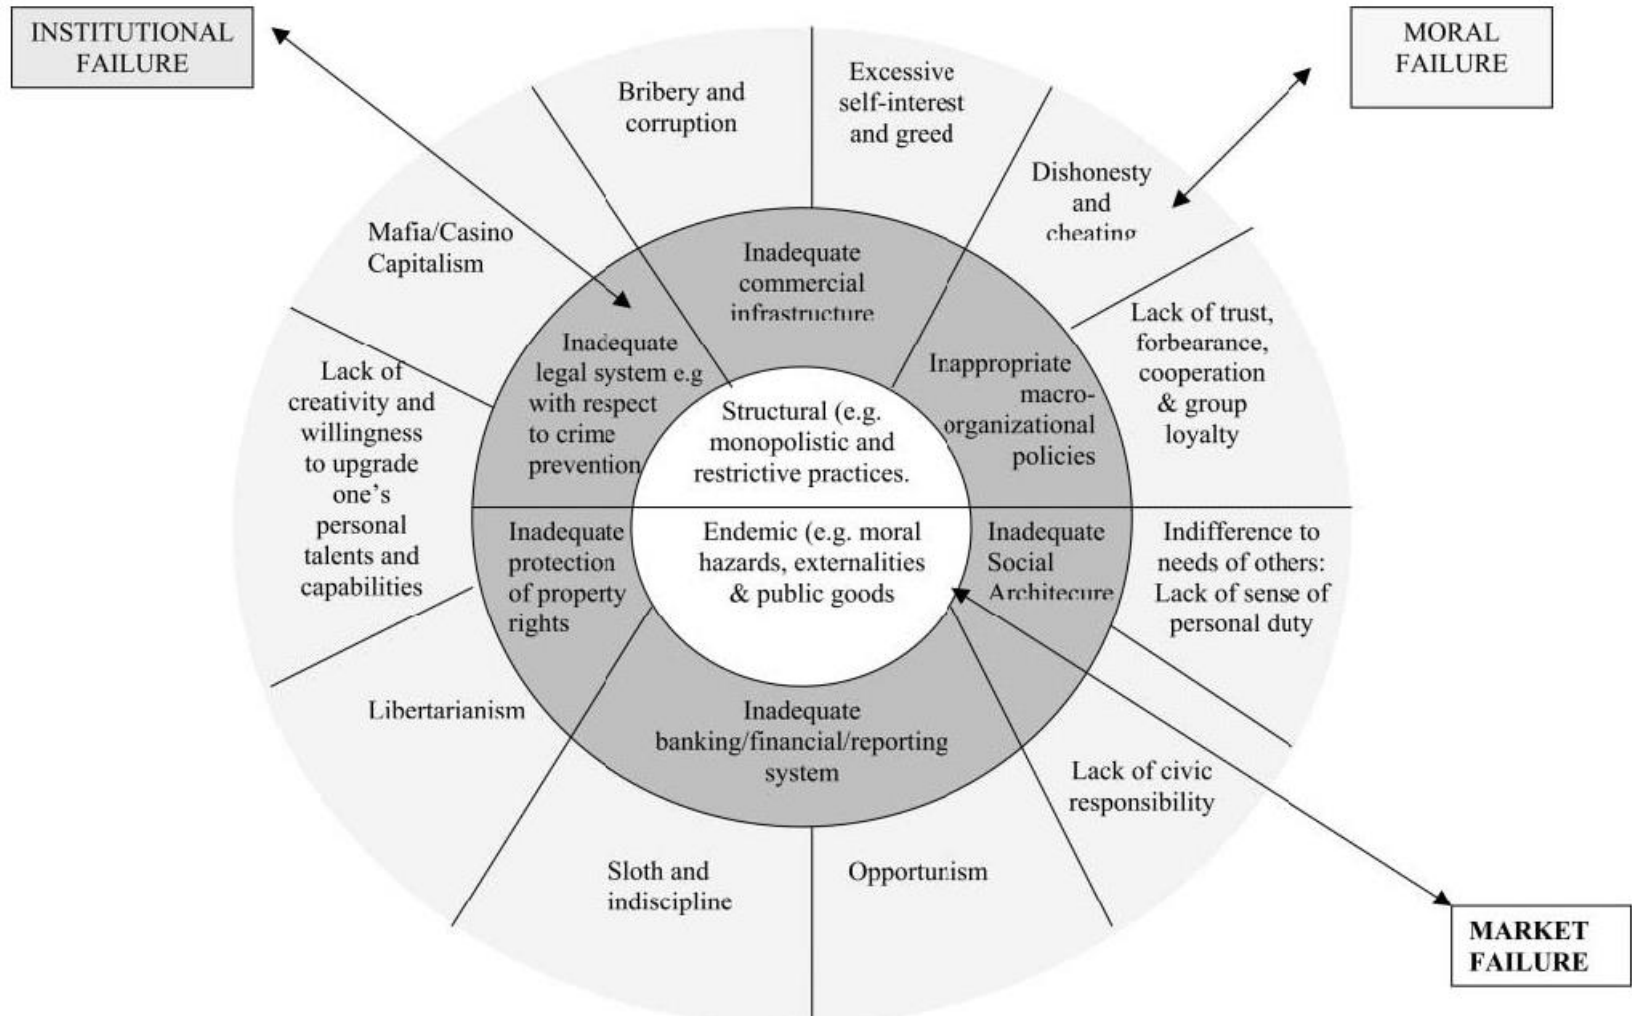 INSTITUTIONAL
FAILURE
MORAL
FAILURE
Bribery and
corruption
Excessive
self-interest
and greed
Dishonesty
and
cheating
Mafia/Casino
Capitalism
Inadequate
commercial
infrastructure
Lack of trust,
forbearance,
cooperation
& group
loyalty
Inadequate
legal system e.g
with respect
to crime
prevention
Inappropriate
macro-
organizational
policies
Lack of
creativity and
willingness
to upgrade
one’s
personal
talents and
capabilities
Structural (e.g.
monopolistic and
restrictive practices.
Endemic (e.g. moral
hazards, externalities
& public goods
Inadequate
protection
of property
rights
Inadequate
Social
Architecure
Indifference to
needs of others:
Lack of sense of
personal duty
Libertarianism
Inadequate
banking/financial/reporting
system
Lack of civic
responsibility
Sloth and
indiscipline
Opportunism
MARKET
FAILURE